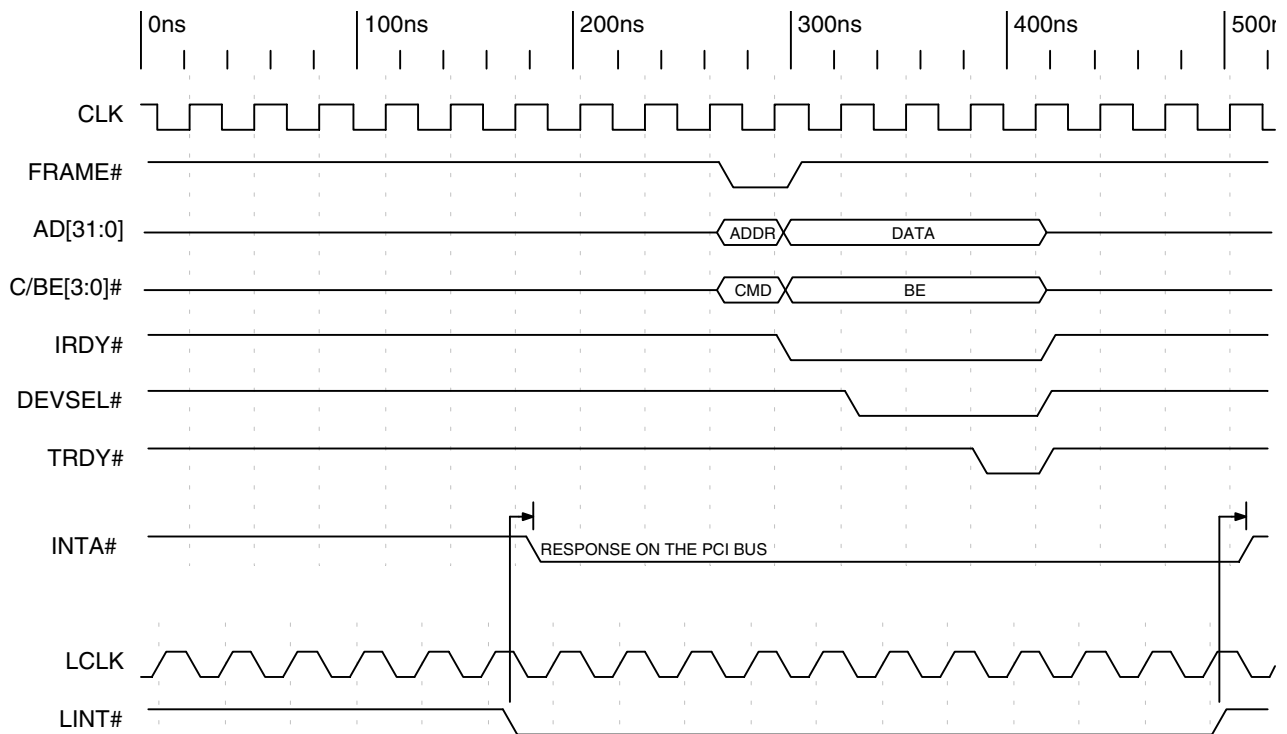 0ns 100ns 200ns 300ns 400ns 500n
CLK
FRAME#
AD[31:0] ADDR DATA
C/BE[3:0]# CMD BE
IRDY#
DEVSEL#
TRDY#
INTA# RESPONSE ON THE PCI BUS
LCLK
LINT#